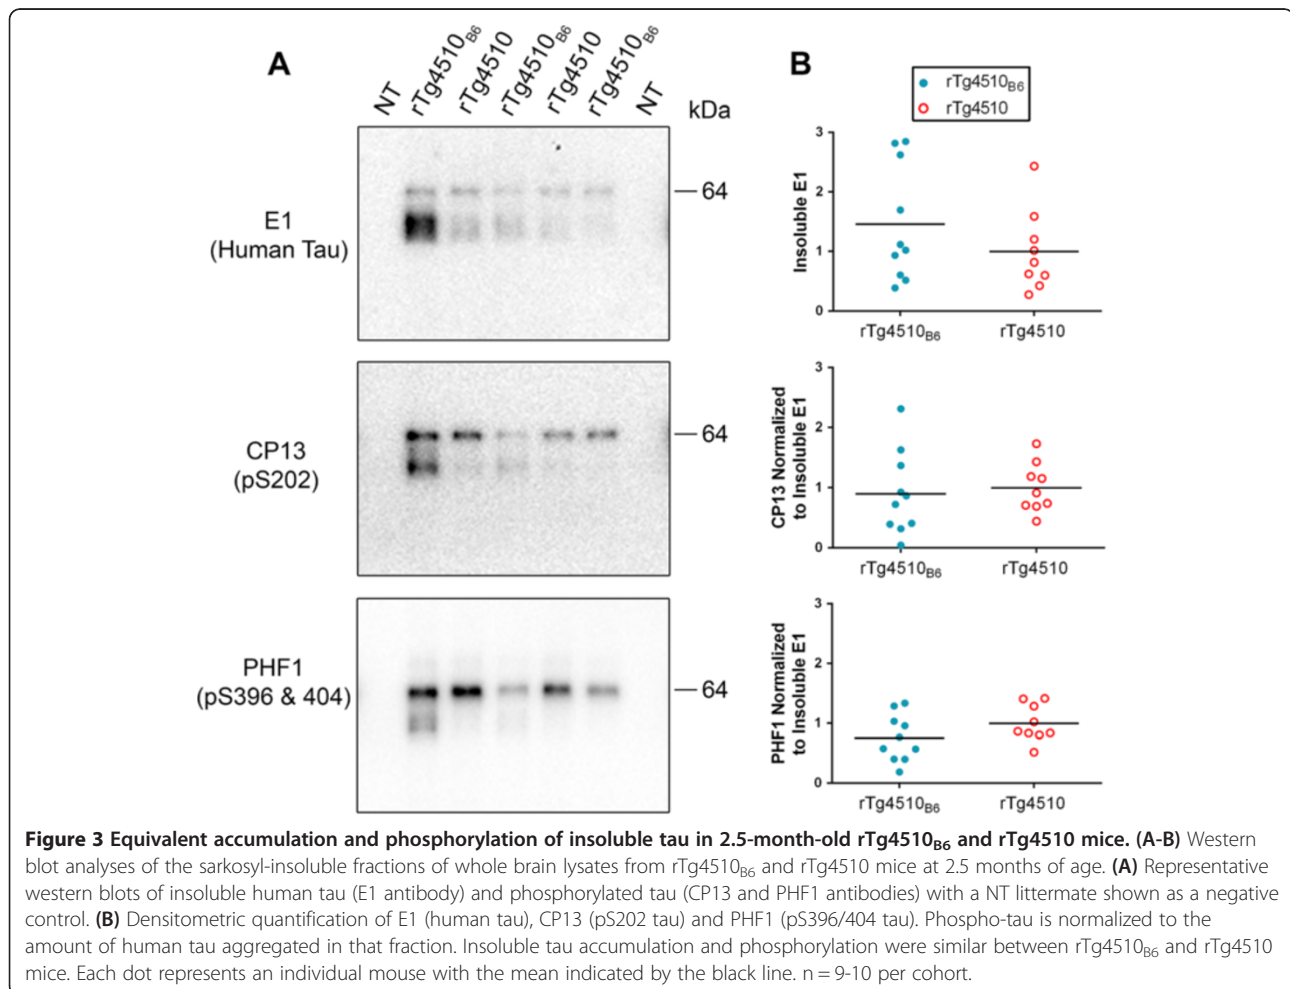 A
NT
rTg4510B6
rTg4510
rTg4510B6
rTg4510
rTg4510B6
NT
kDa
E1
(Human Tau)
64
CP13
(pS202)
64
PHF1
(pS396 & 404)
64
B
rTg4510B6
rTg4510
Insoluble E1
3
2
1
0
rTg4510B6
rTg4510
CP13 Normalized
to Insoluble E1
3
2
1
0
rTg4510B6
rTg4510
PHF1 Normalized
to Insoluble E1
3
2
1
0
rTg4510B6
rTg4510
Figure 3 Equivalent accumulation and phosphorylation of insoluble tau in 2.5-month-old rTg4510B6 and rTg4510 mice. (A-B) Western
blot analyses of the sarkosyl-insoluble fractions of whole brain lysates from rTg4510B6 and rTg4510 mice at 2.5 months of age. (A) Representative
western blots of insoluble human tau (E1 antibody) and phosphorylated tau (CP13 and PHF1 antibodies) with a NT littermate shown as a negative
control. (B) Densitometric quantification of E1 (human tau), CP13 (pS202 tau) and PHF1 (pS396/404 tau). Phospho-tau is normalized to the
amount of human tau aggregated in that fraction. Insoluble tau accumulation and phosphorylation were similar between rTg4510B6 and rTg4510
mice. Each dot represents an individual mouse with the mean indicated by the black line. n = 9-10 per cohort.